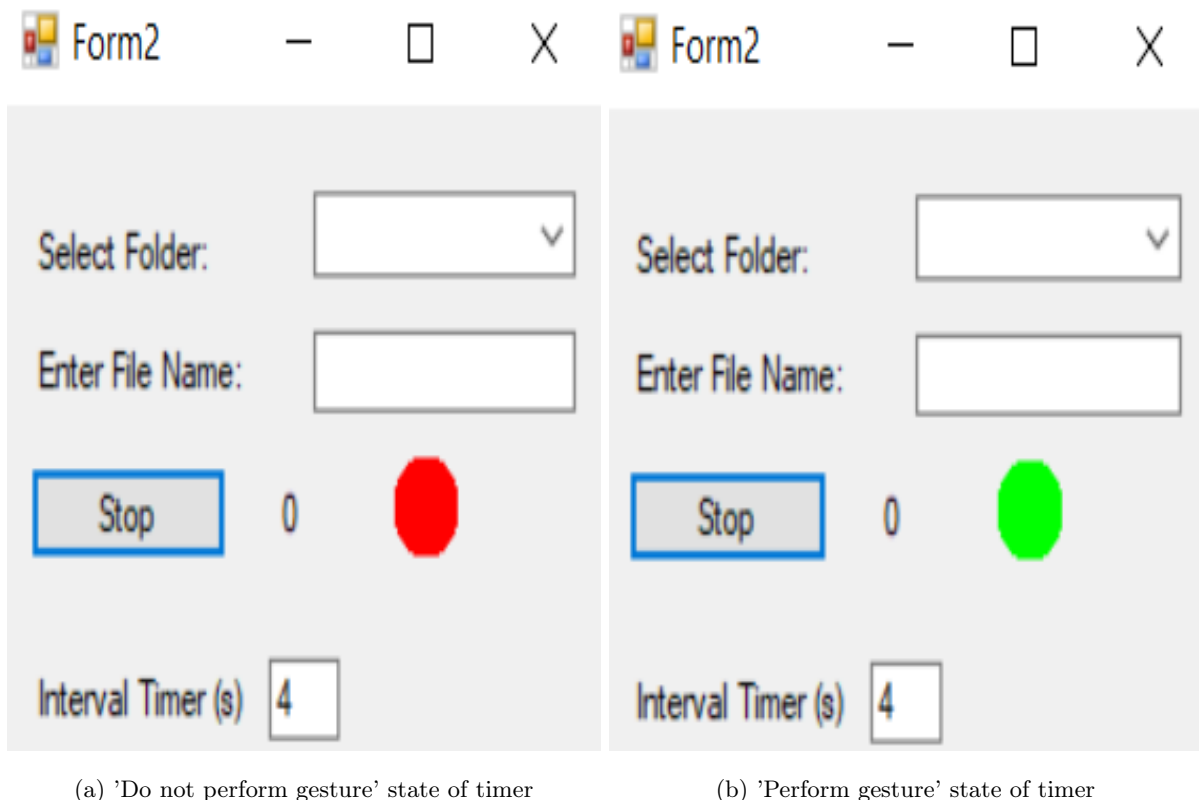 Form2
Select Folder:
Enter File Name:
Stop 0
Interval Timer (s) 4
(a) 'Do not perform gesture' state of timer
Form2
Select Folder:
Enter File Name:
Stop 0
Interval Timer (s) 4
(b) 'Perform gesture' state of timer